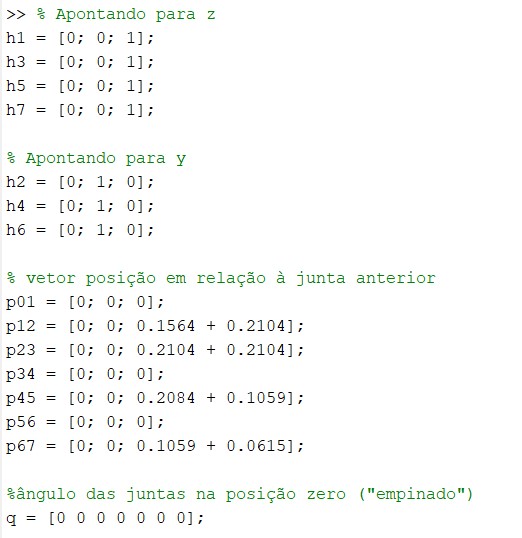 >> % Apontando para z
h1 = [0; 0; 1];
h3 = [0; 0; 1];
h5 = [0; 0; 1];
h7 = [0; 0; 1];
% Apontando para y
h2 = [0; 1; 0];
h4 = [0; 1; 0];
h6 = [0; 1; 0];
% vetor posição em relação à junta anterior
p01 = [0; 0; 0];
p12 = [0; 0; 0.1564 + 0.2104];
p23 = [0; 0; 0.2104 + 0.2104];
p34 = [0; 0; 0];
p45 = [0; 0; 0.2084 + 0.1059];
p56 = [0; 0; 0];
p67 = [0; 0; 0.1059 + 0.0615];
%ângulo das juntas na posição zero ("empinado")
q = [0 0 0 0 0 0 0];